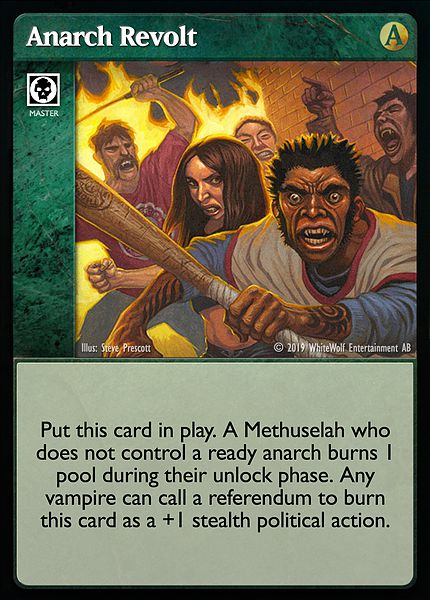 Anarch Revolt
A
MASTER
Illus: Steve Prescott © 2019 WhiteWolf Entertainment AB
Put this card in play. A Methuselah who
does not control a ready anarch burns 1
pool during their unlock phase. Any
vampire can call a referendum to burn
this card as a +1 stealth political action.